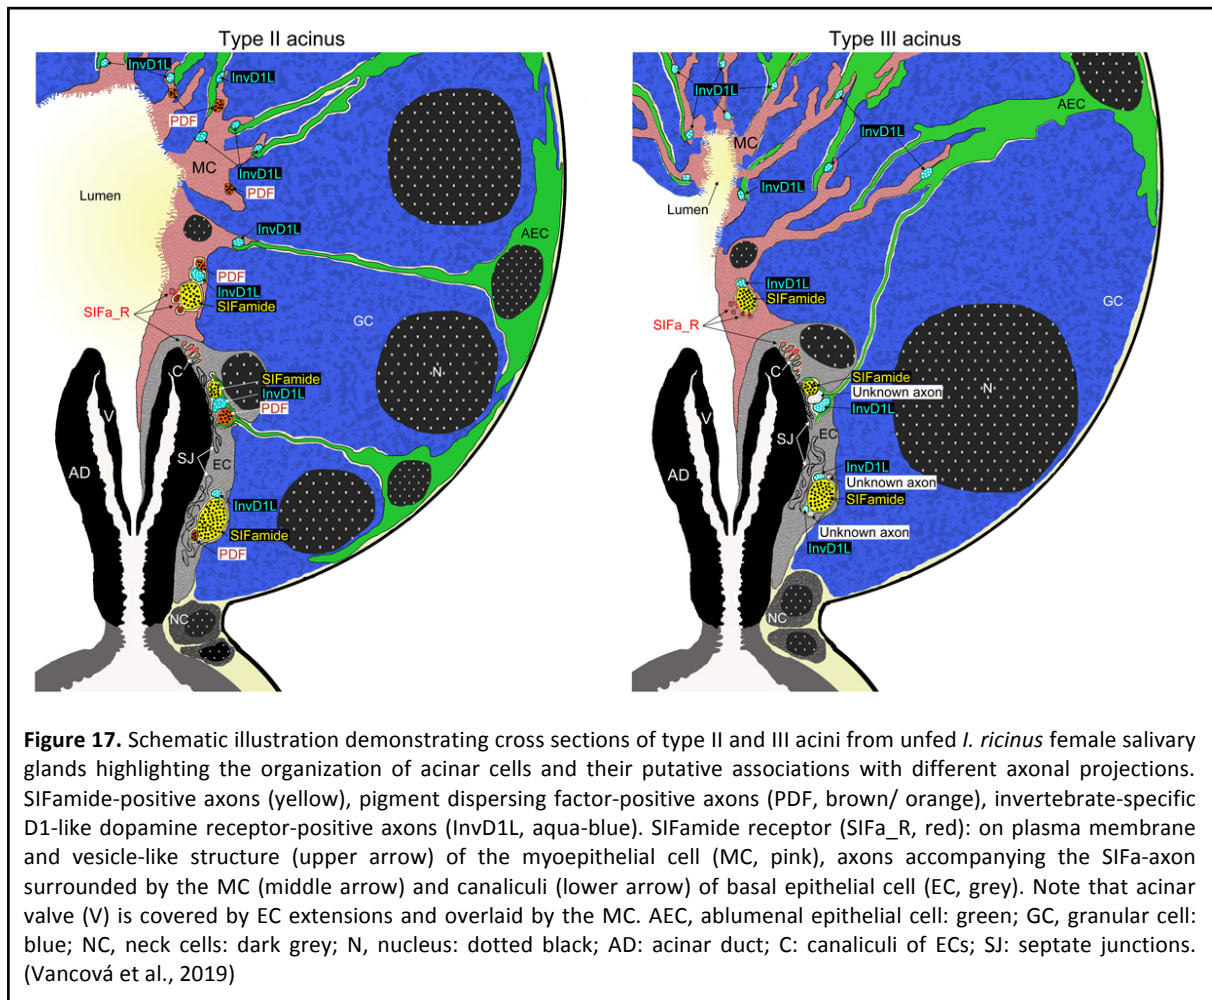 Type II acinus
InvD1L
InvD1L
PDF
MC
InvD1L
PDF
Lumen
InvD1L
AEC
PDF
InvD1L
SIFamide
SIFa_R
GC
C
SIFamide
InvD1L
PDF
N
V
SJ
EC
AD
InvD1L
SIFamide
PDF
NC
Type III acinus
InvD1L
AEC
InvD1L
MC
InvD1L
Lumen
InvD1L
SIFamide
GC
SIFa_R
C
SIFamide
Unknown axon
InvD1L
N
V
SJ
EC
AD
InvD1L
Unknown axon
SIFamide
Unknown axon
InvD1L
NC
Figure 17. Schematic illustration demonstrating cross sections of type II and III acini from unfed I. ricinus female salivary
glands highlighting the organization of acinar cells and their putative associations with different axonal projections.
SIFamide-positive axons (yellow), pigment dispersing factor-positive axons (PDF, brown/ orange), invertebrate-specific
D1-like dopamine receptor-positive axons (InvD1L, aqua-blue). SIFamide receptor (SIFa_R, red): on plasma membrane
and vesicle-like structure (upper arrow) of the myoepithelial cell (MC, pink), axons accompanying the SIFa-axon
surrounded by the MC (middle arrow) and canaliculi (lower arrow) of basal epithelial cell (EC, grey). Note that acinar
valve (V) is covered by EC extensions and overlaid by the MC. AEC, ablumenal epithelial cell: green; GC, granular cell:
blue; NC, neck cells: dark grey; N, nucleus: dotted black; AD: acinar duct; C: canaliculi of ECs; SJ: septate junctions.
(Vancová et al., 2019)